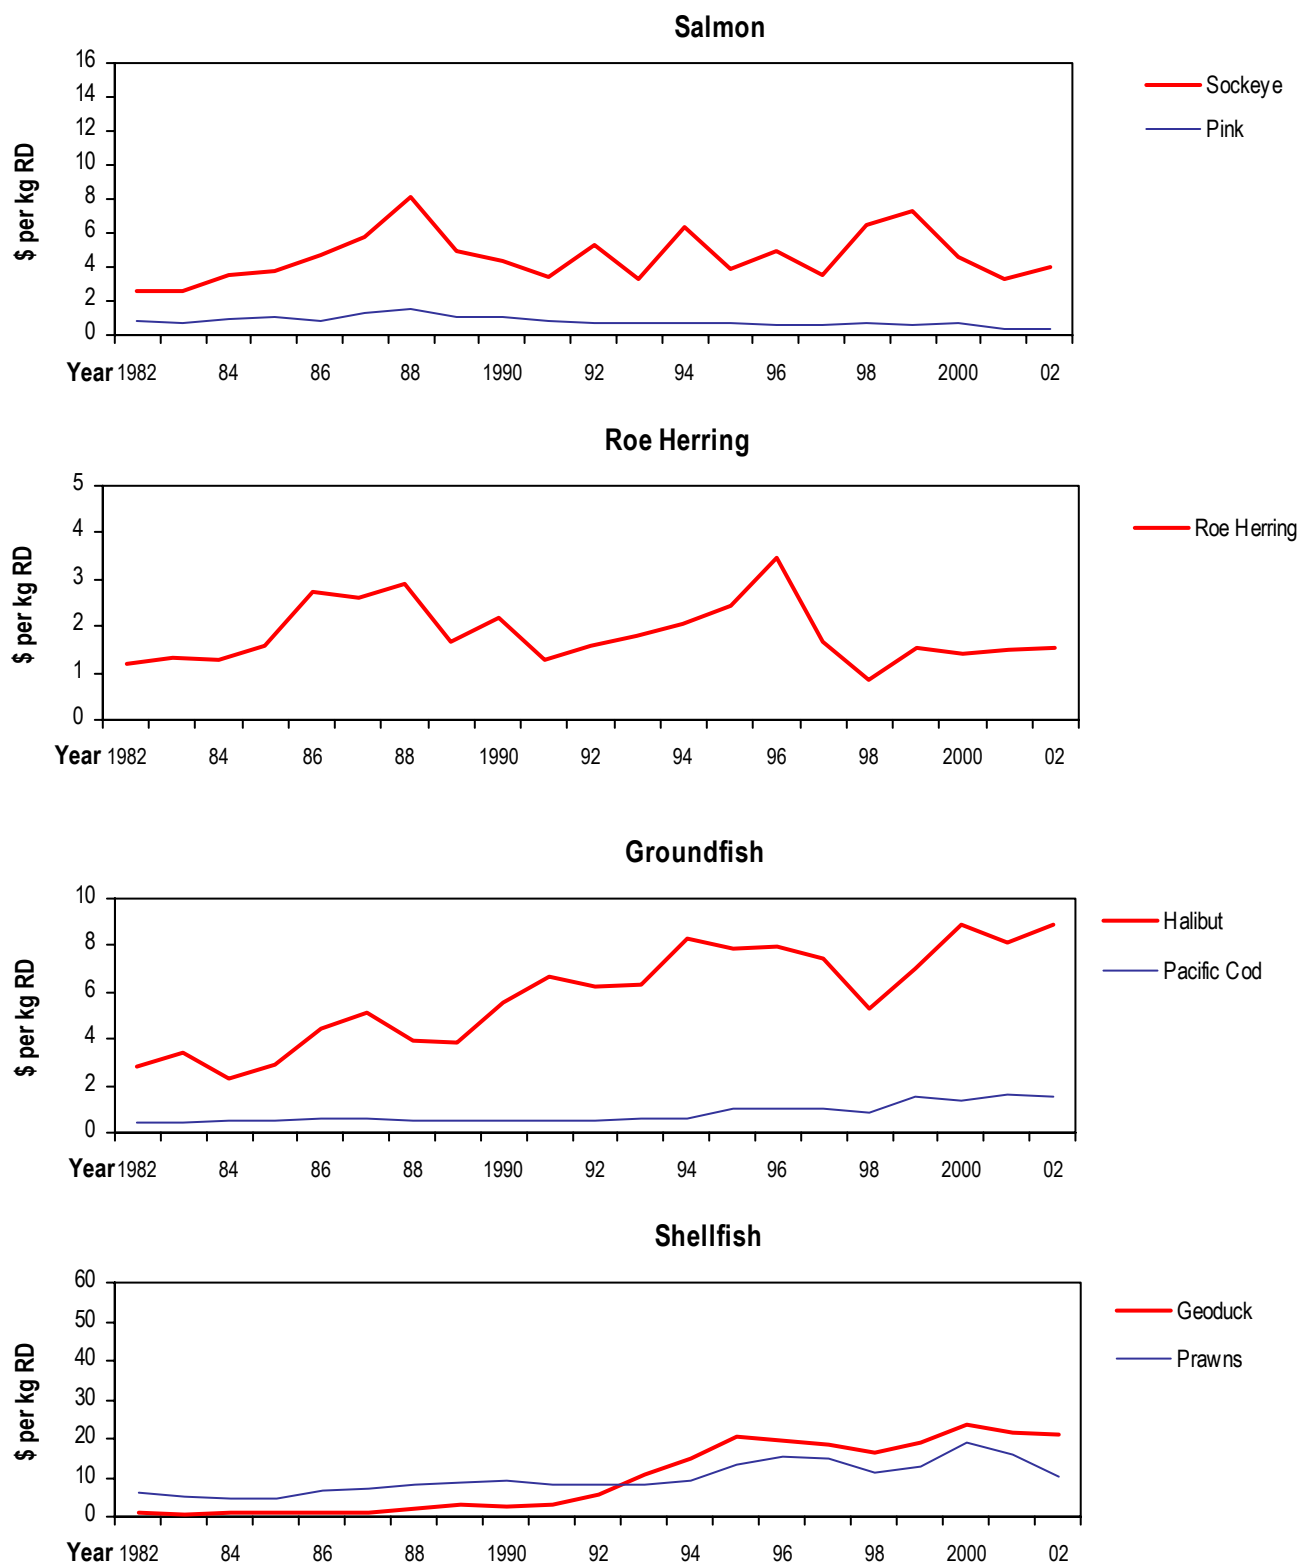 Salmon
$ per kg RD
16
14
12
10
8
6
4
2
0
Year 1982 84 86 88 1990 92 94 96 98 2000 02
Sockeye
Pink
Roe Herring
$ per kg RD
5
4
3
2
1
0
Year 1982 84 86 88 1990 92 94 96 98 2000 02
Roe Herring
Groundfish
$ per kg RD
10
8
6
4
2
0
Year 1982 84 86 88 1990 92 94 96 98 2000 02
Halibut
Pacific Cod
Shellfish
$ per kg RD
60
50
40
30
20
10
0
Year 1982 84 86 88 1990 92 94 96 98 2000 02
Geoduck
Prawns